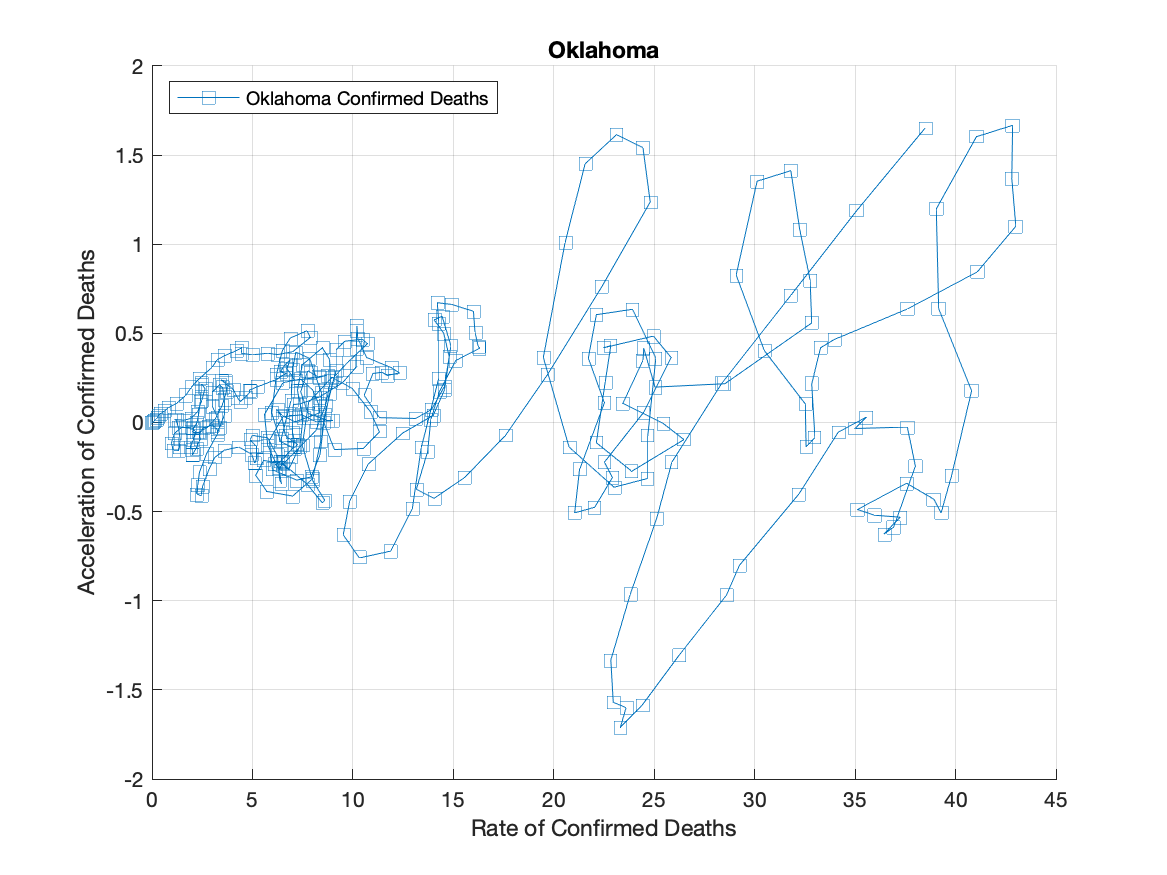 Oklahoma
Oklahoma Confirmed Deaths
2
1.5
1
0.5
0
-0.5
-1
-1.5
-2
Acceleration of Confirmed Deaths
0 5 10 15 20 25 30 35 40 45
Rate of Confirmed Deaths